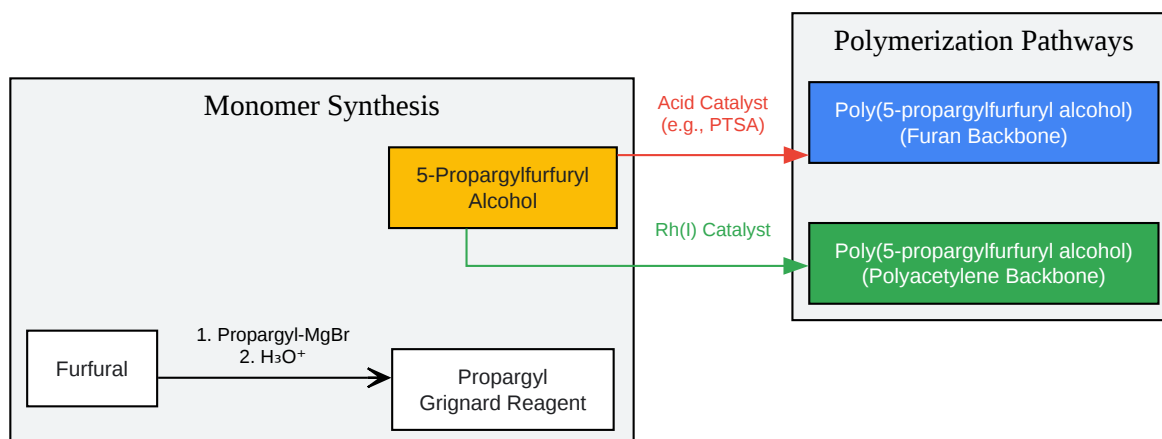 Polymerization Pathways
Monomer Synthesis
Acid Catalyst
(e.g., PTSA)
Poly(5-propargylfurfuryl alcohol)
(Furan Backbone)
5-Propargylfurfuryl
Alcohol
Rh(I) Catalyst
Poly(5-propargylfurfuryl alcohol)
(Polyacetylene Backbone)
1. Propargyl-MgBr
2. H₃O⁺
Furfural
Propargyl
Grignard Reagent